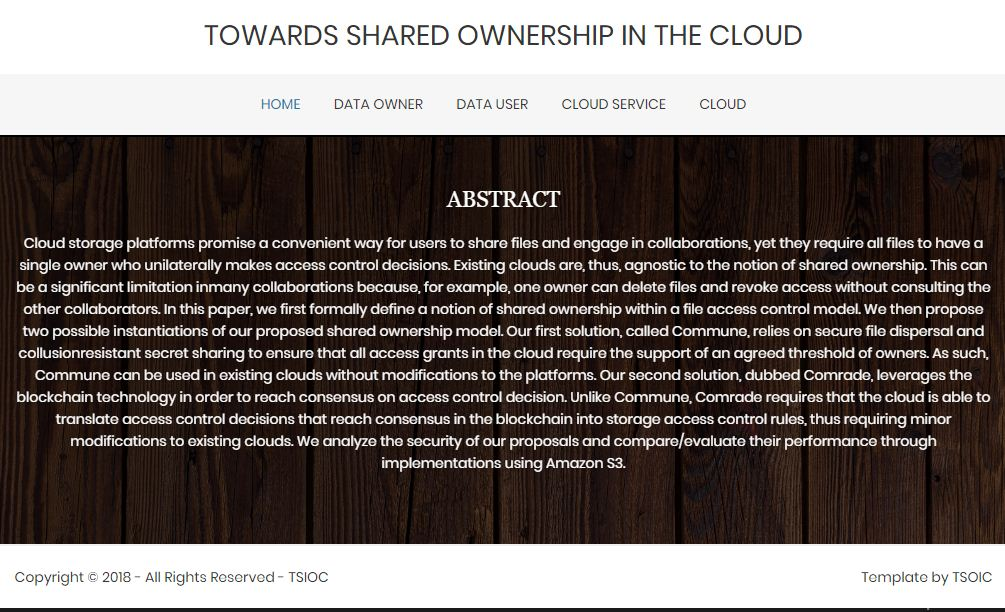 TOWARDS SHARED OWNERSHIP IN THE CLOUD
HOME DATA OWNER DATA USER CLOUD SERVICE CLOUD
ABSTRACT
Cloud storage platforms promise a convenient way for users to share files and engage in collaborations, yet they require all files to have a
single owner who unilaterally makes access control decisions. Existing clouds are, thus, agnostic to the notion of shared ownership. This can
be a significant limitation inmany collaborations because, for example, one owner can delete files and revoke access without consulting the
other collaborators. In this paper, we first formally define a notion of shared ownership within a file access control model. We then propose
two possible instantiations of our proposed shared ownership model. Our first solution, called Commune, relies on secure file dispersal and
collusionresistant secret sharing to ensure that all access grants in the cloud require the support of an agreed threshold of owners. As such,
Commune can be used in existing clouds without modifications to the platforms. Our second solution, dubbed Comrade, leverages the
blockchain technology in order to reach consensus on access control decision. Unlike Commune, Comrade requires that the cloud is able to
translate access control decisions that reach consensus in the blockchain into storage access control rules, thus requiring minor
modifications to existing clouds. We analyze the security of our proposals and compare/evaluate their performance through
implementations using Amazon S3.
Copyright © 2018 - All Rights Reserved - TSIOC
Template by TSOIC